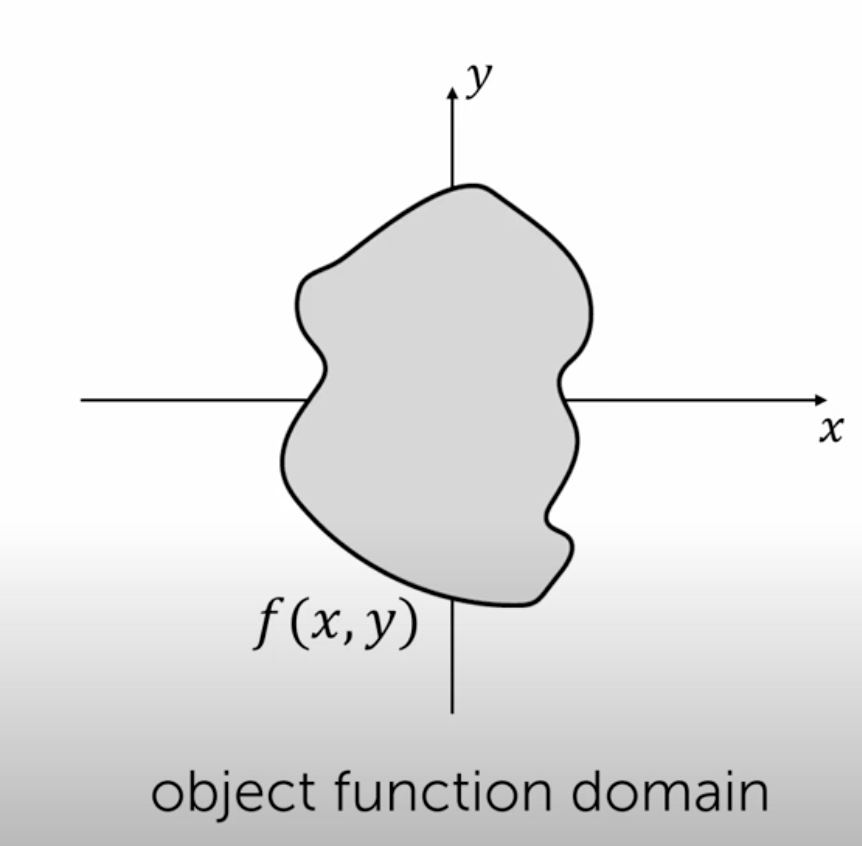 y
x
f(x, y)
object function domain